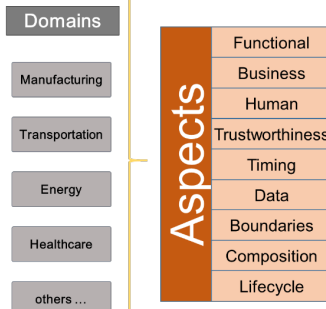 Domains
Manufacturing
Transportation
Energy
Healthcare
others ...
Aspects
Functional
Business
Human
Trustworthiness
Timing
Data
Boundaries
Composition
Lifecycle